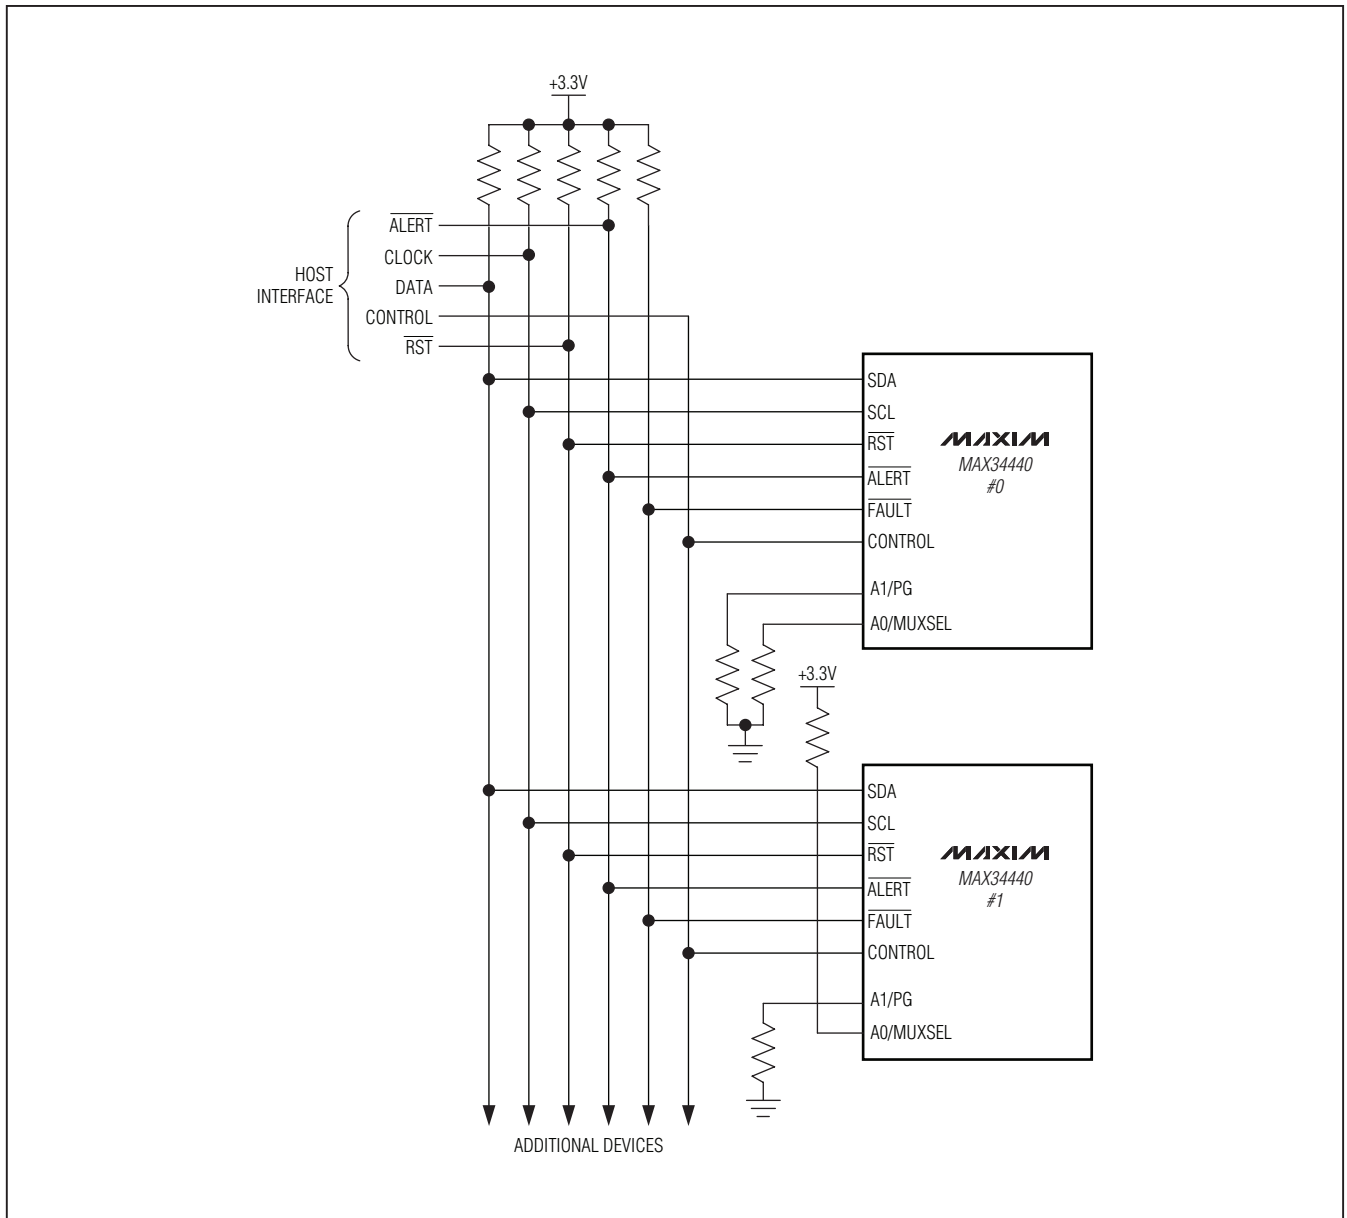 +3.3V
ALERT
CLOCK
DATA
CONTROL
RST
HOST
INTERFACE
SDA
SCL
RST
ALERT
FAULT
CONTROL
A1/PG
A0/MUXSEL
MAXIM
MAX34440
#0
+3.3V
SDA
SCL
RST
ALERT
FAULT
CONTROL
A1/PG
A0/MUXSEL
MAXIM
MAX34440
#1
ADDITIONAL DEVICES